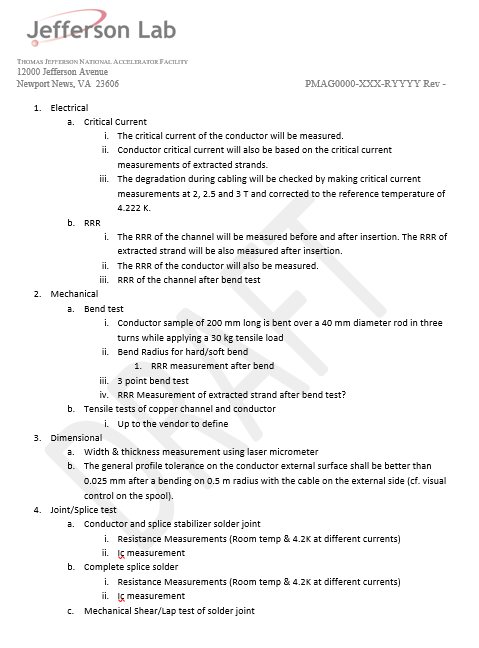 Jefferson Lab
THOMAS JEFFERSON NATIONAL ACCELERATOR FACILITY
12000 Jefferson Avenue
Newport News, VA 23606 PMAG0000-XXX-RYYYY Rev -
1. Electrical
a. Critical Current
i. The critical current of the conductor will be measured.
ii. Conductor critical current will also be based on the critical current
measurements of extracted strands.
iii. The degradation during cabling will be checked by making critical current
measurements at 2, 2.5 and 3 T and corrected to the reference temperature of
4.222 K.
b. RRR
i. The RRR of the channel will be measured before and after insertion. The RRR of
extracted strand will be also measured after insertion.
ii. The RRR of the conductor will also be measured.
iii. RRR of the channel after bend test
2. Mechanical
a. Bend test
i. Conductor sample of 200 mm long is bent over a 40 mm diameter rod in three
turns while applying a 30 kg tensile load
ii. Bend Radius for hard/soft bend
1. RRR measurement after bend
iii. 3 point bend test
iv. RRR Measurement of extracted strand after bend test?
b. Tensile tests of copper channel and conductor
i. Up to the vendor to define
3. Dimensional
a. Width & thickness measurement using laser micrometer
b. The general profile tolerance on the conductor external surface shall be better than
0.025 mm after a bending on 0.5 m radius with the cable on the external side (cf. visual
control on the spool).
4. Joint/Splice test
a. Conductor and splice stabilizer solder joint
i. Resistance Measurements (Room temp & 4.2K at different currents)
ii. Ic measurement
b. Complete splice solder
i. Resistance Measurements (Room temp & 4.2K at different currents)
ii. Ic measurement
c. Mechanical Shear/Lap test of solder joint
DRAFT